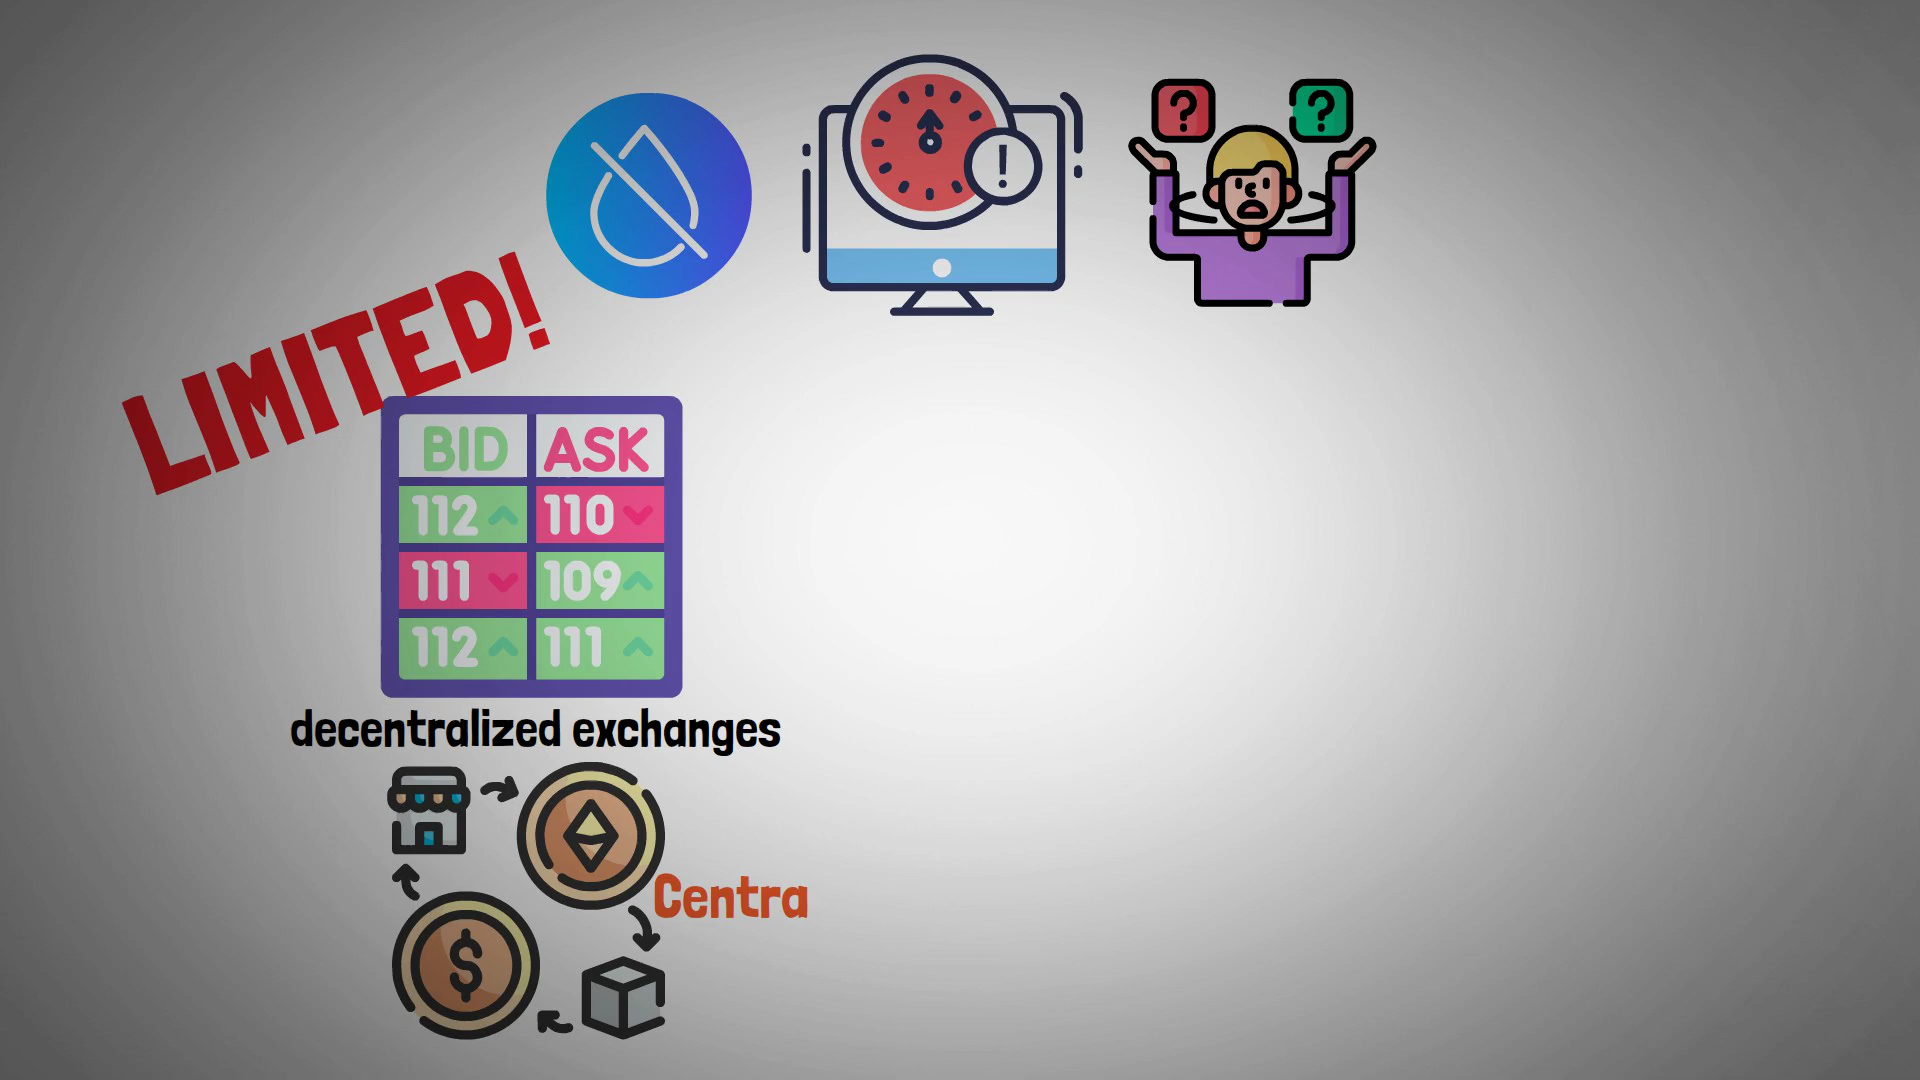 ? ?
!
LIMITED!
BID ASK
112 110
111 109
112 111
decentralized exchanges
Centra
$